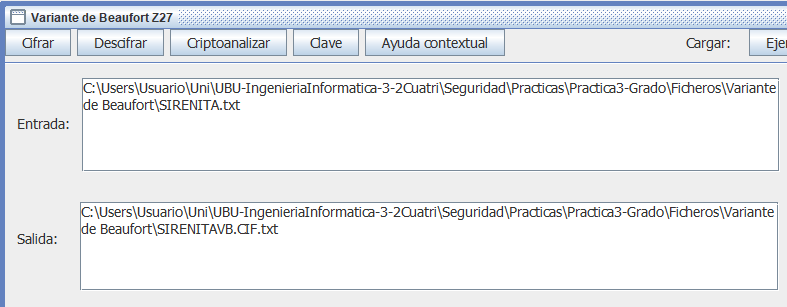 Variante de Beaufort Z27
Cifrar Descifrar Criptoanalizar Clave Ayuda contextual Cargar: Eje
Entrada:
C:\Users\Usuario\Uni\UBU-IngenieriaInformatica-3-2Cuatri\Seguridad\Practicas\Practica3-Grado\Ficheros\Variante
de Beaufort\SIRENITA.txt
Salida:
C:\Users\Usuario\Uni\UBU-IngenieriaInformatica-3-2Cuatri\Seguridad\Practicas\Practica3-Grado\Ficheros\Variante
de Beaufort\SIRENITAVB.CIF.txt